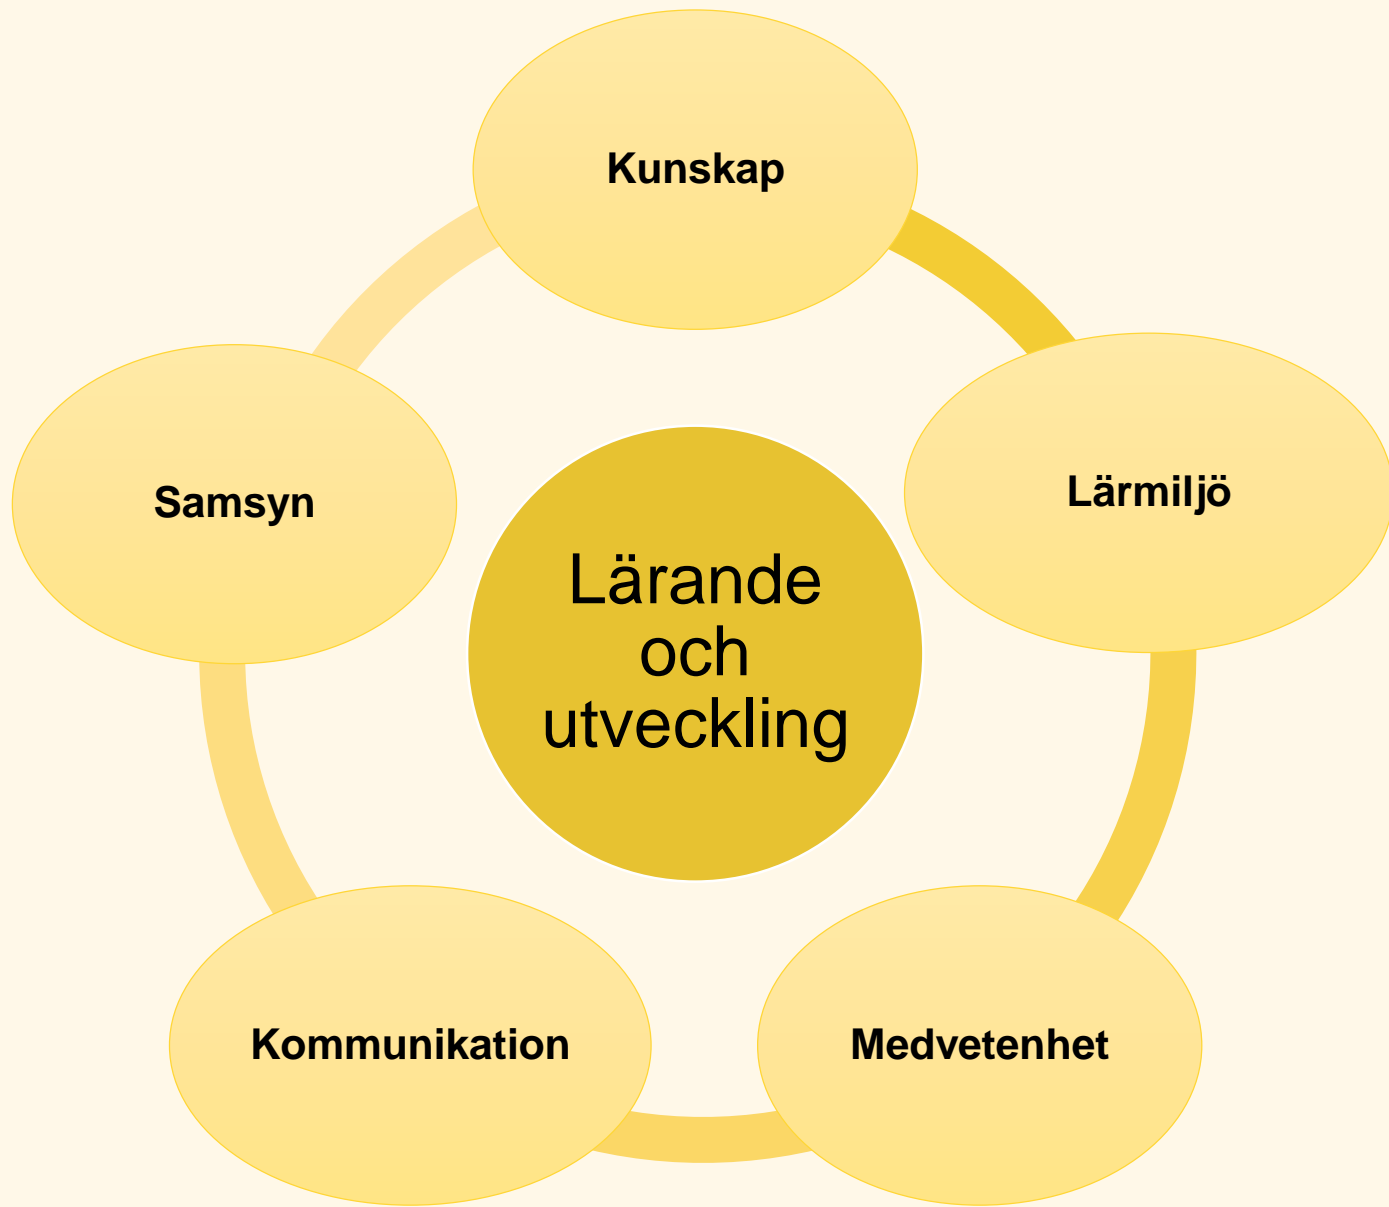 Kunskap
Lärmiljö
Samsyn
Lärande
och
utveckling
Kommunikation
Medvetenhet